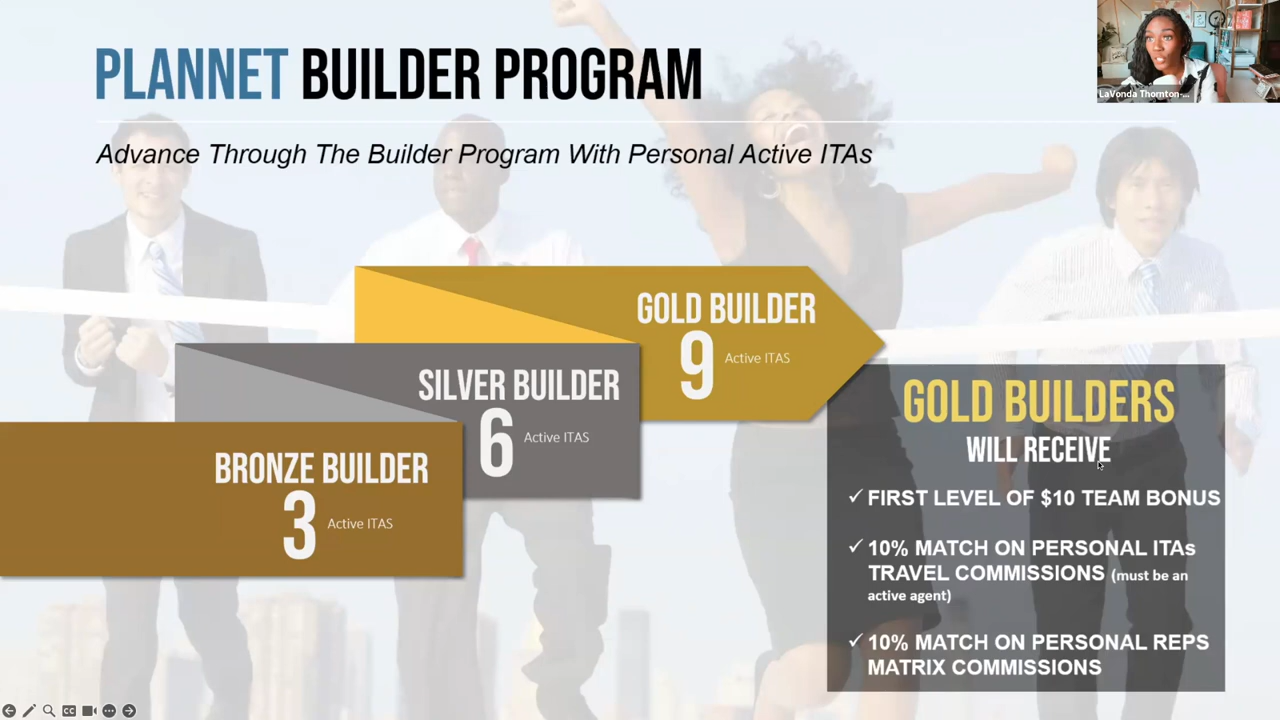 PLANNET BUILDER PROGRAM
LaVonda Thornton-...
Advance Through The Builder Program With Personal Active ITAs
GOLD BUILDER
9 Active ITAS
SILVER BUILDER
6 Active ITAS
BRONZE BUILDER
3 Active ITAS
GOLD BUILDERS
WILL RECEIVE
✓ FIRST LEVEL OF $10 TEAM BONUS
✓ 10% MATCH ON PERSONAL ITAs
TRAVEL COMMISSIONS (must be an
active agent)
✓ 10% MATCH ON PERSONAL REPS
MATRIX COMMISSIONS
CC